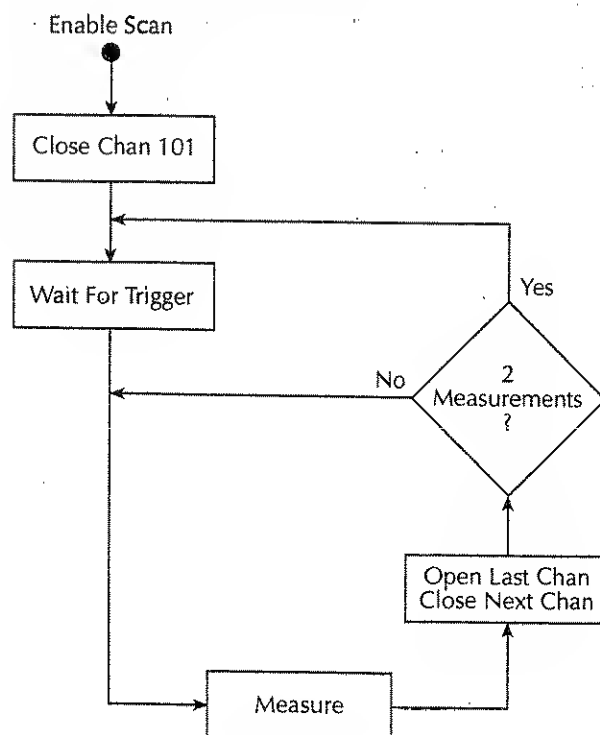 Enable Scan
Close Chan 101
Wait For Trigger
Yes
No
2
Measurements
?
Open Last Chan
Close Next Chan
Measure